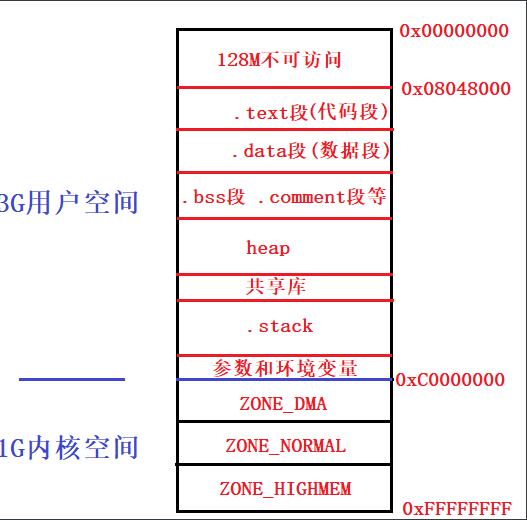 0x00000000
128M不可访问
0x08048000
.text段(代码段)
.data段(数据段)
3G用户空间
.bss段 .comment段等
heap
共享库
.stack
参数和环境变量
0xC0000000
ZONE_DMA
1G内核空间
ZONE_NORMAL
ZONE_HIGHMEM
0xFFFFFFFF